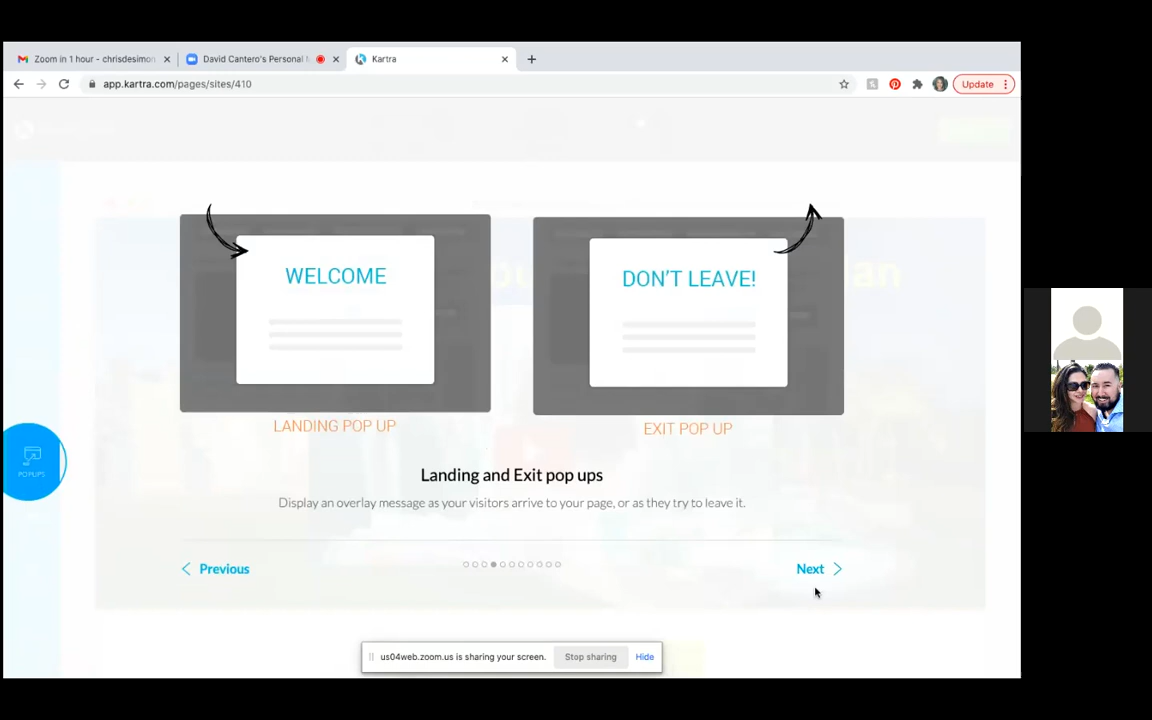 Zoom in 1 hour - chrisdesimon
David Cantero's Personal
Kartra
app.kartra.com/pages/sites/410
Update
WELCOME
DON'T LEAVE!
LANDING POP UP
EXIT POP UP
POPUPS
Landing and Exit pop ups
Display an overlay message as your visitors arrive to your page, or as they try to leave it.
Previous
Next
us04web.zoom.us is sharing your screen.
Stop sharing
Hide